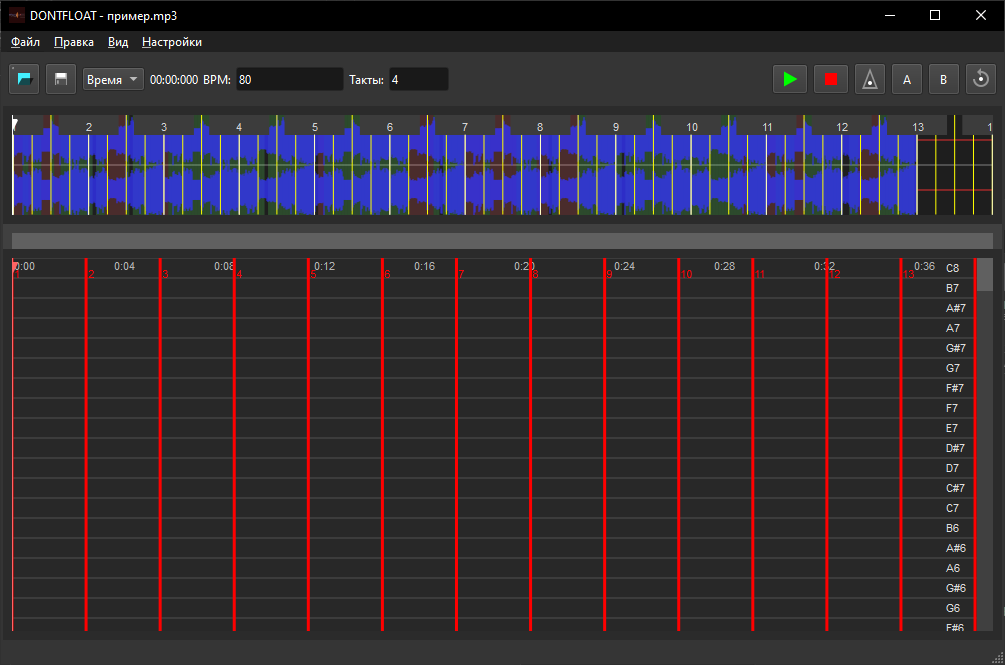 DONTFLOAT - пример.mp3
Файл Правка Вид Настройки
Время 00:00:000 BPM: 80 Такты: 4 A B
2 3 4 5 6 7 8 9 10 11 12 13 1
0:00 0:04 0:08 0:12 0:16 0:20 0:24 0:28 0:32 0:36 C8
1 2 3 4 5 6 7 8 9 10 11 12 13
B7
A#7
A7
G#7
G7
F#7
F7
E7
D#7
D7
C#7
C7
B6
A#6
A6
G#6
G6
F#6